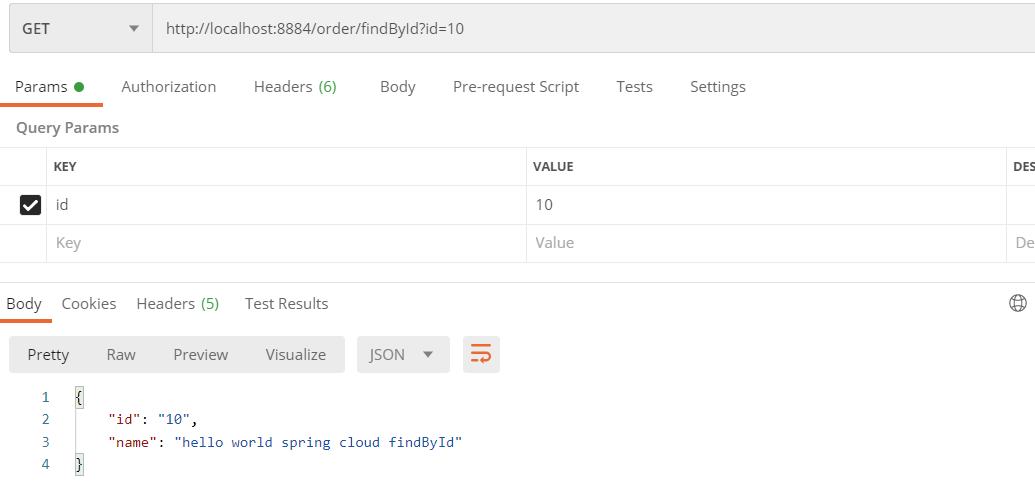 GET http://localhost:8884/order/findById?id=10
Params Authorization Headers (6) Body Pre-request Script Tests Settings
Query Params
KEY VALUE DES
id 10
Key Value De
Body Cookies Headers (5) Test Results
Pretty Raw Preview Visualize JSON
1 {
2 "id": "10",
3 "name": "hello world spring cloud findById"
4 }